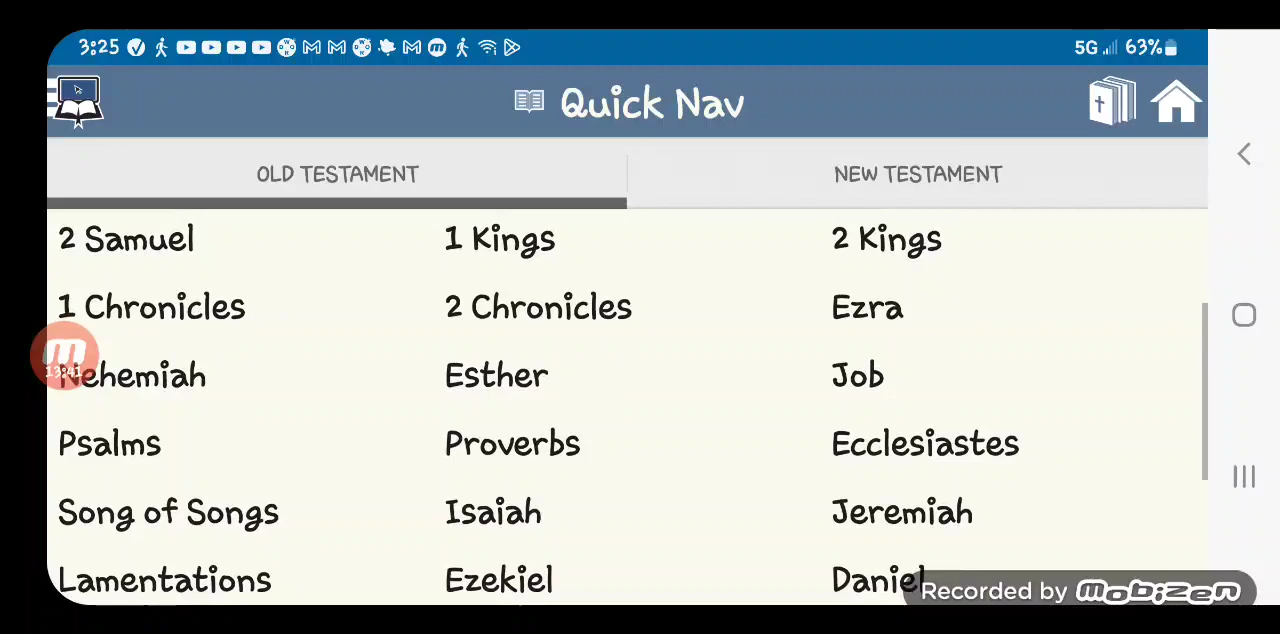 3:25 5G 63%
Quick Nav
OLD TESTAMENT NEW TESTAMENT
2 Samuel 1 Kings 2 Kings
1 Chronicles 2 Chronicles Ezra
13:41
Nehemiah Esther Job
Psalms Proverbs Ecclesiastes
Song of Songs Isaiah Jeremiah
Lamentations Ezekiel Daniel
Recorded by mobizen